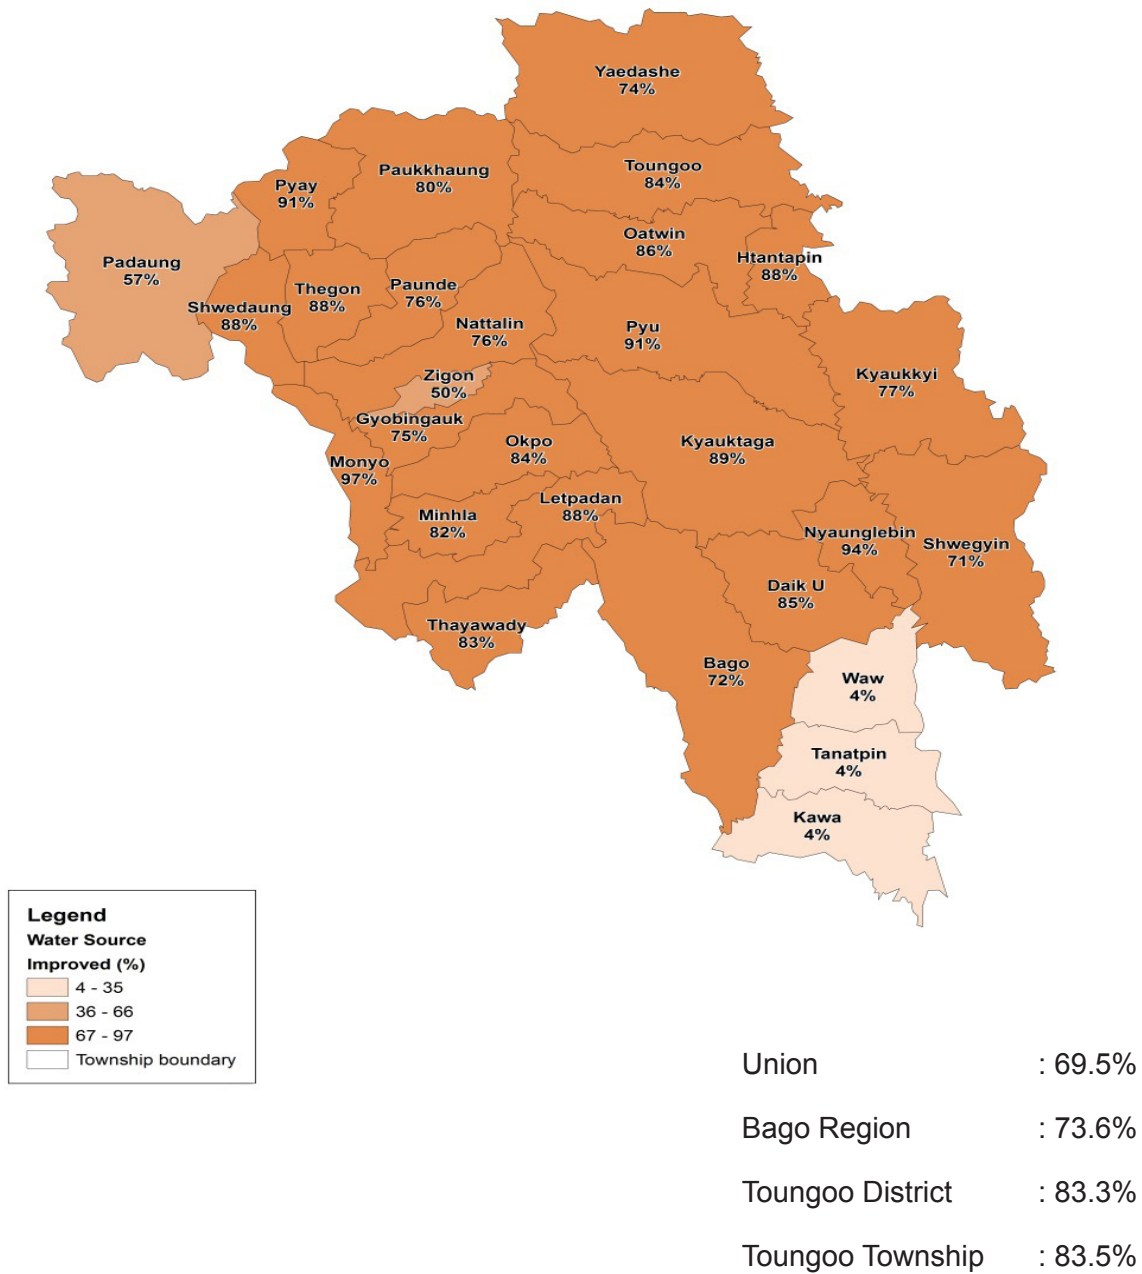 Yaedashe
74%
Toungoo
84%
Paukkhaung
80%
Pyay
91%
Oatwin
86%
Htantapin
88%
Padaung
57%
Shwedaung
88%
Thegon
88%
Paunde
76%
Nattalin
76%
Pyu
91%
Kyaukkyi
77%
Zigon
50%
Gyobingauk
75%
Okpo
84%
Kyauktaga
89%
Monyo
97%
Letpadan
88%
Minhla
82%
Nyaunglebin
94%
Shwegyin
71%
Daik U
85%
Thayawady
83%
Bago
72%
Waw
4%
Tanatpin
4%
Kawa
4%
Legend
Water Source
Improved (%)
4 - 35
36 - 66
67 - 97
Township boundary
Union : 69.5%
Bago Region : 73.6%
Toungoo District : 83.3%
Toungoo Township : 83.5%